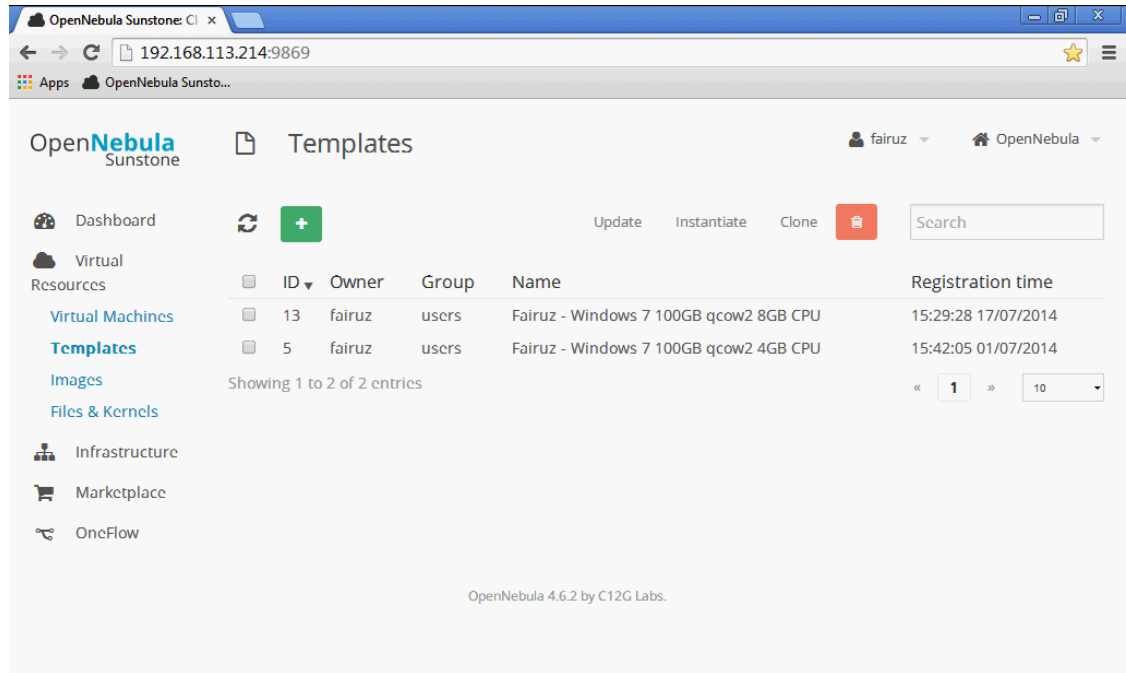 OpenNebula Sunstone: Cl
192.168.113.214:9869
Apps OpenNebula Sunsto...
OpenNebula
Sunstone
Templates
fairuz
OpenNebula
Dashboard
Virtual
Resources
Virtual Machines
Templates
Images
Files & Kernels
Infrastructure
Marketplace
OneFlow
Update Instantiate Clone
Search
ID Owner Group Name Registration time
13 fairuz users Fairuz - Windows 7 100GB qcow2 8GB CPU 15:29:28 17/07/2014
5 fairuz users Fairuz - Windows 7 100GB qcow2 4GB CPU 15:42:05 01/07/2014
Showing 1 to 2 of 2 entries
« 1 » 10
OpenNebula 4.6.2 by C12G Labs.